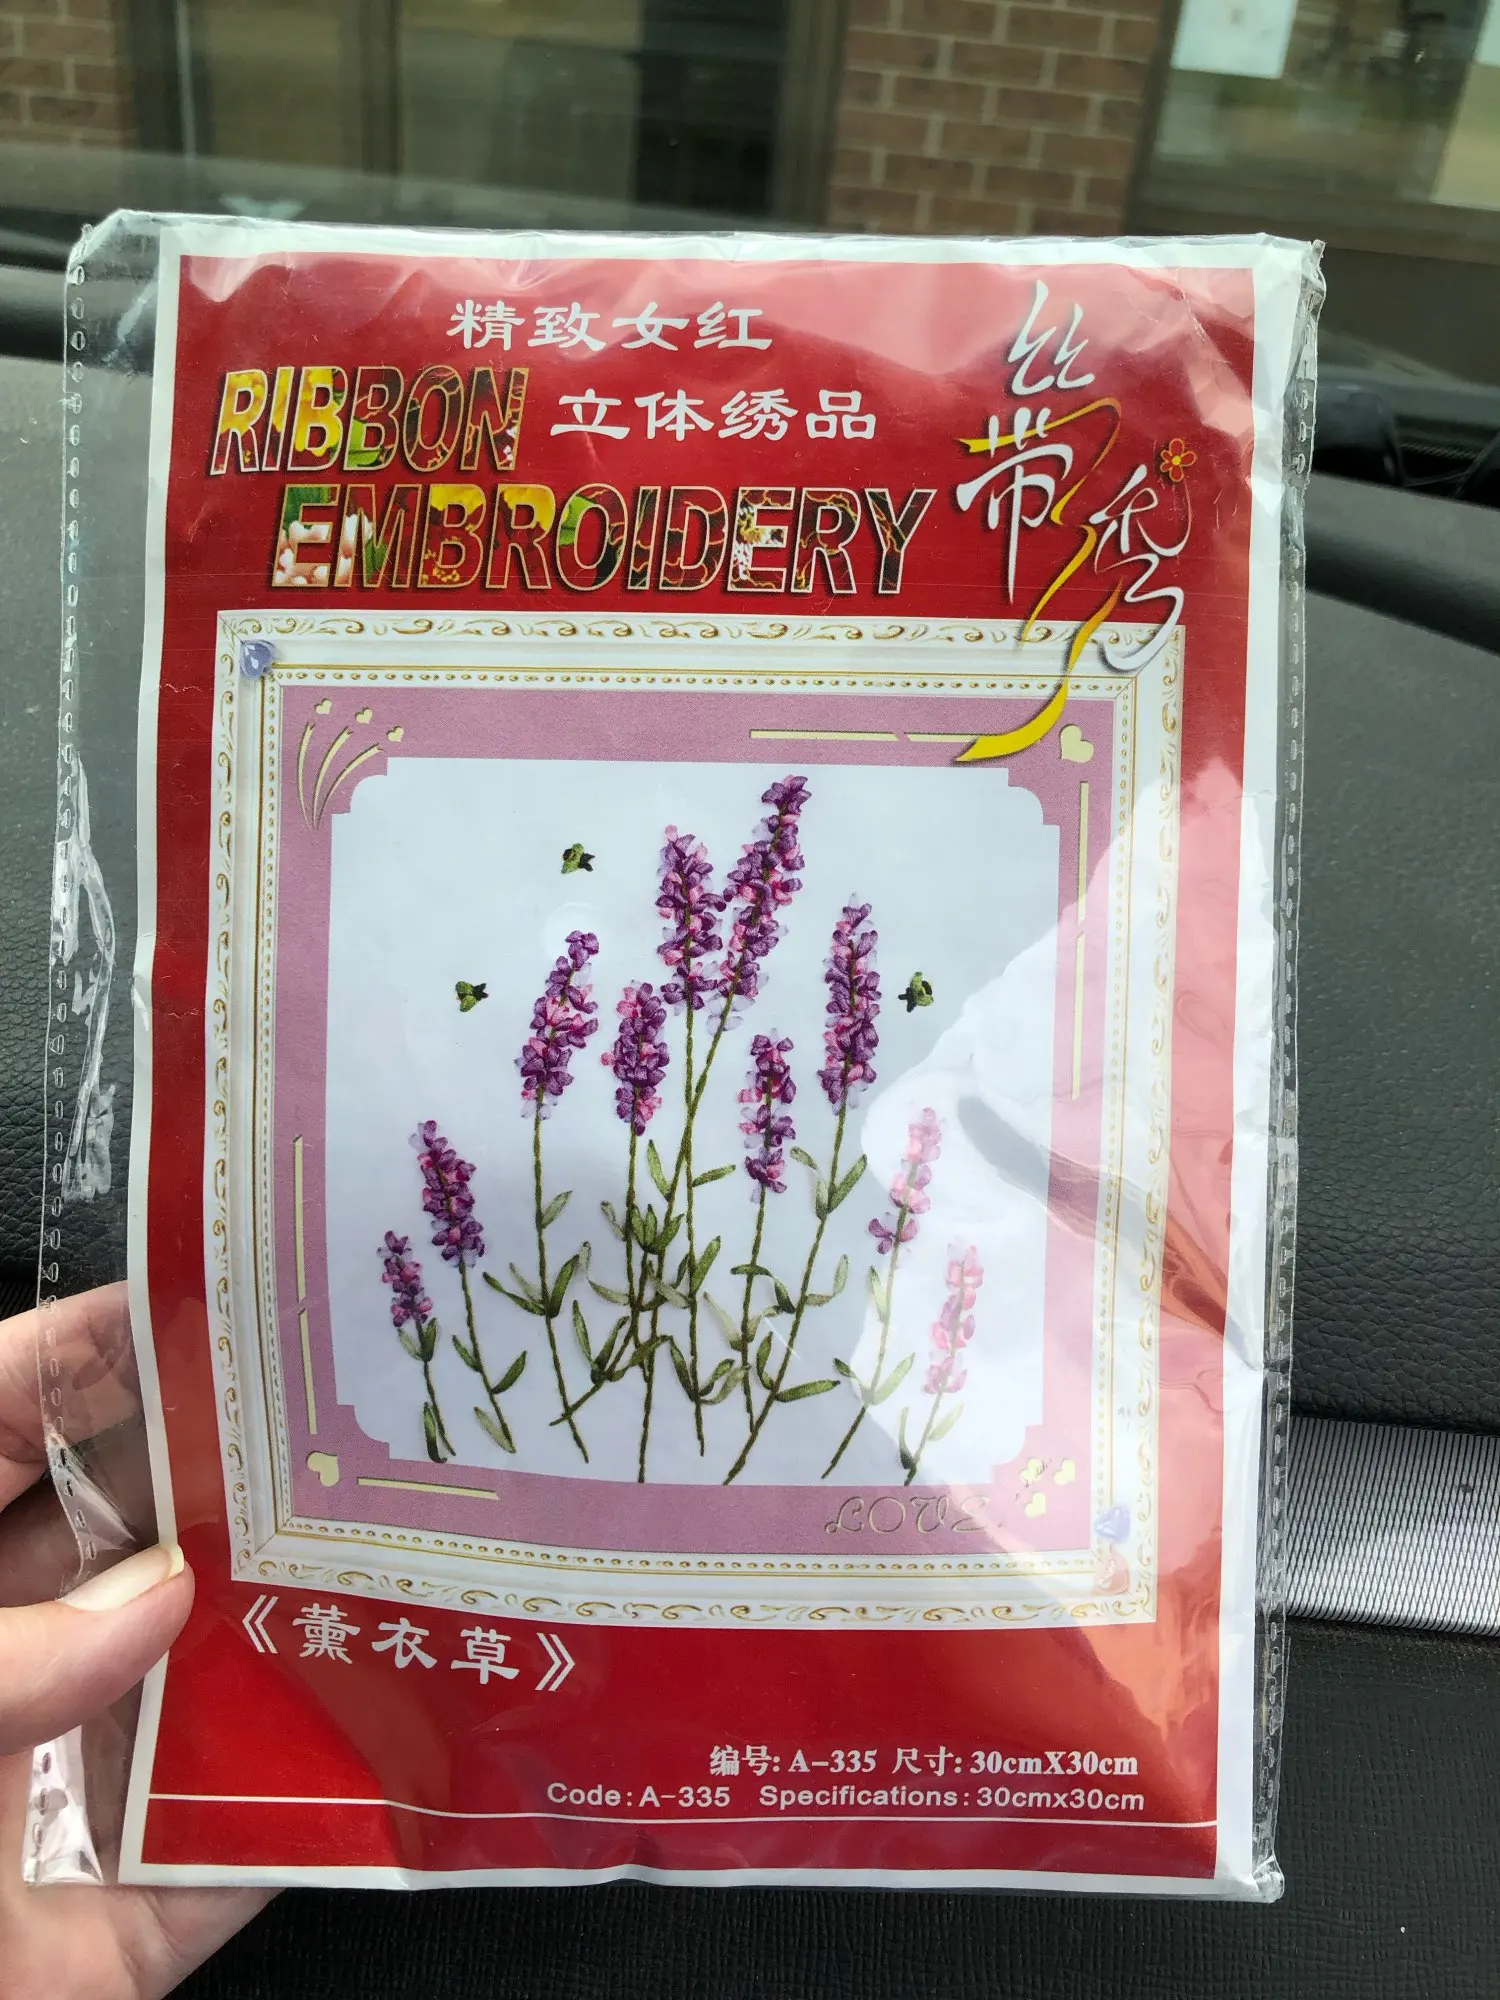 精致女红
RIBBON 立体绣品
EMBROIDERY
丝带秀
LOVE
《薰衣草》
编号: A-335 尺寸: 30cmX30cm
Code: A-335 Specifications: 30cmx30cm